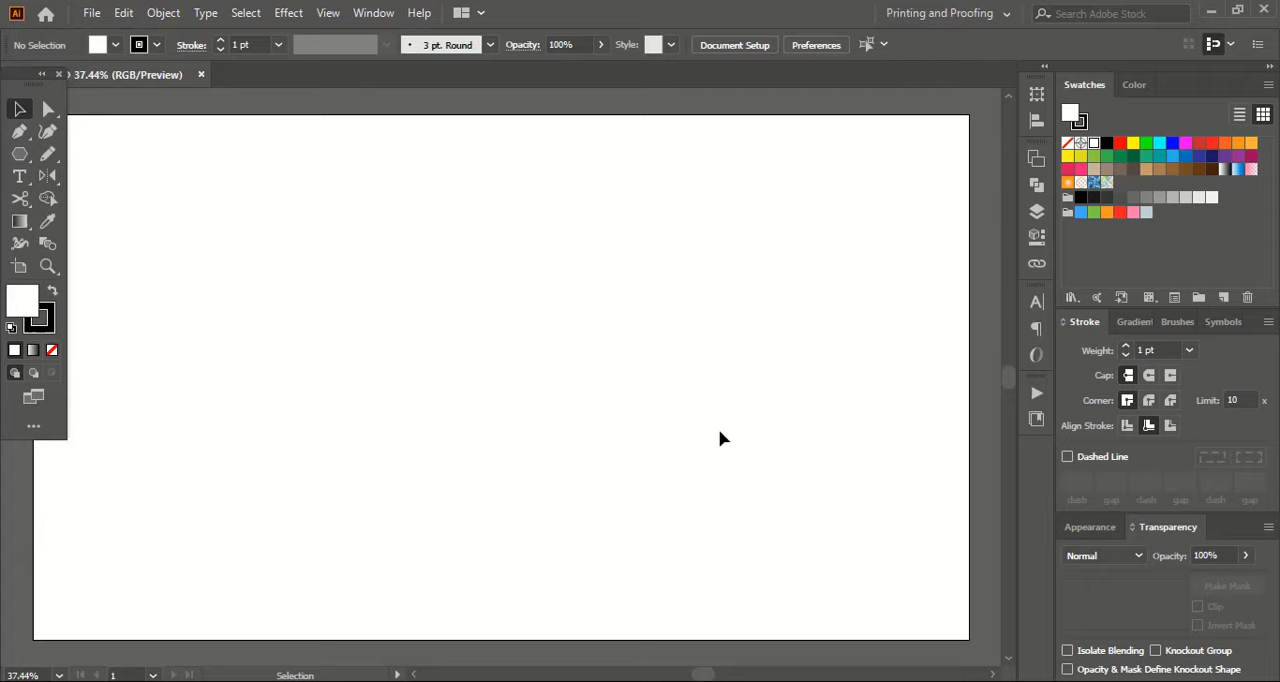 Ai File Edit Object Type Select Effect View Window Help Printing and Proofing Search Adobe Stock
No Selection Stroke: 1 pt 3 pt. Round Opacity: 100% Style: Document Setup Preferences
37.44% (RGB/Preview)
Swatches Color
Stroke Gradient Brushes Symbols
Weight: 1 pt
Cap:
Corner: Limit: 10 x
Align Stroke:
Dashed Line
dash gap dash gap dash gap
Appearance Transparency
Normal Opacity: 100%
Make Mask
Clip
Invert Mask
Isolate Blending Knockout Group
Opacity & Mask Define Knockout Shape
37.44% 1 Selection